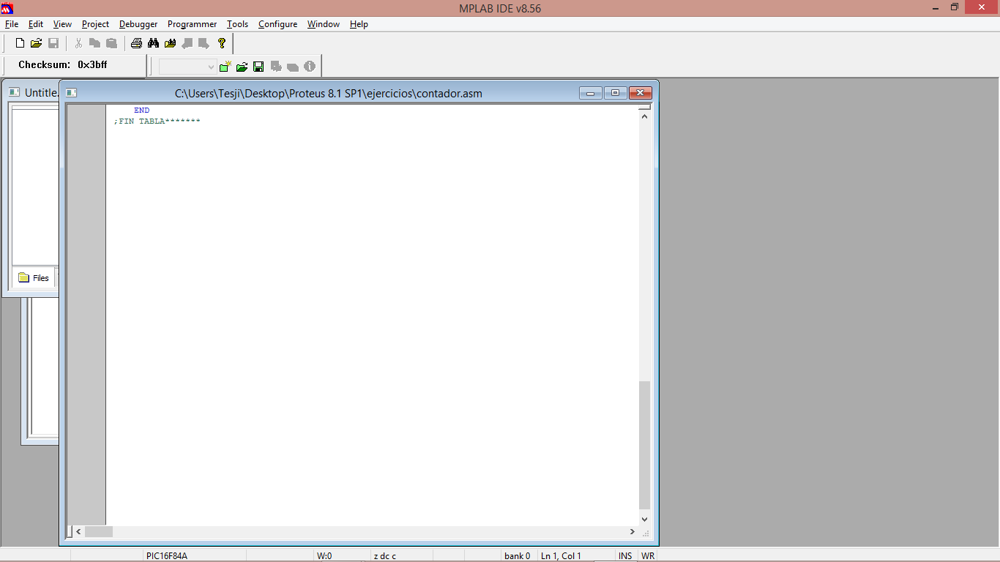 MPLAB IDE v8.56
File Edit View Project Debugger Programmer Tools Configure Window Help
Checksum: 0x3bff
Untitle.
C:\Users\Tesji\Desktop\Proteus 8.1 SP1\ejercicios\contador.asm
END
;FIN TABLA*******
Files
PIC16F84A W:0 z dc c bank 0 Ln 1, Col 1 INS WR